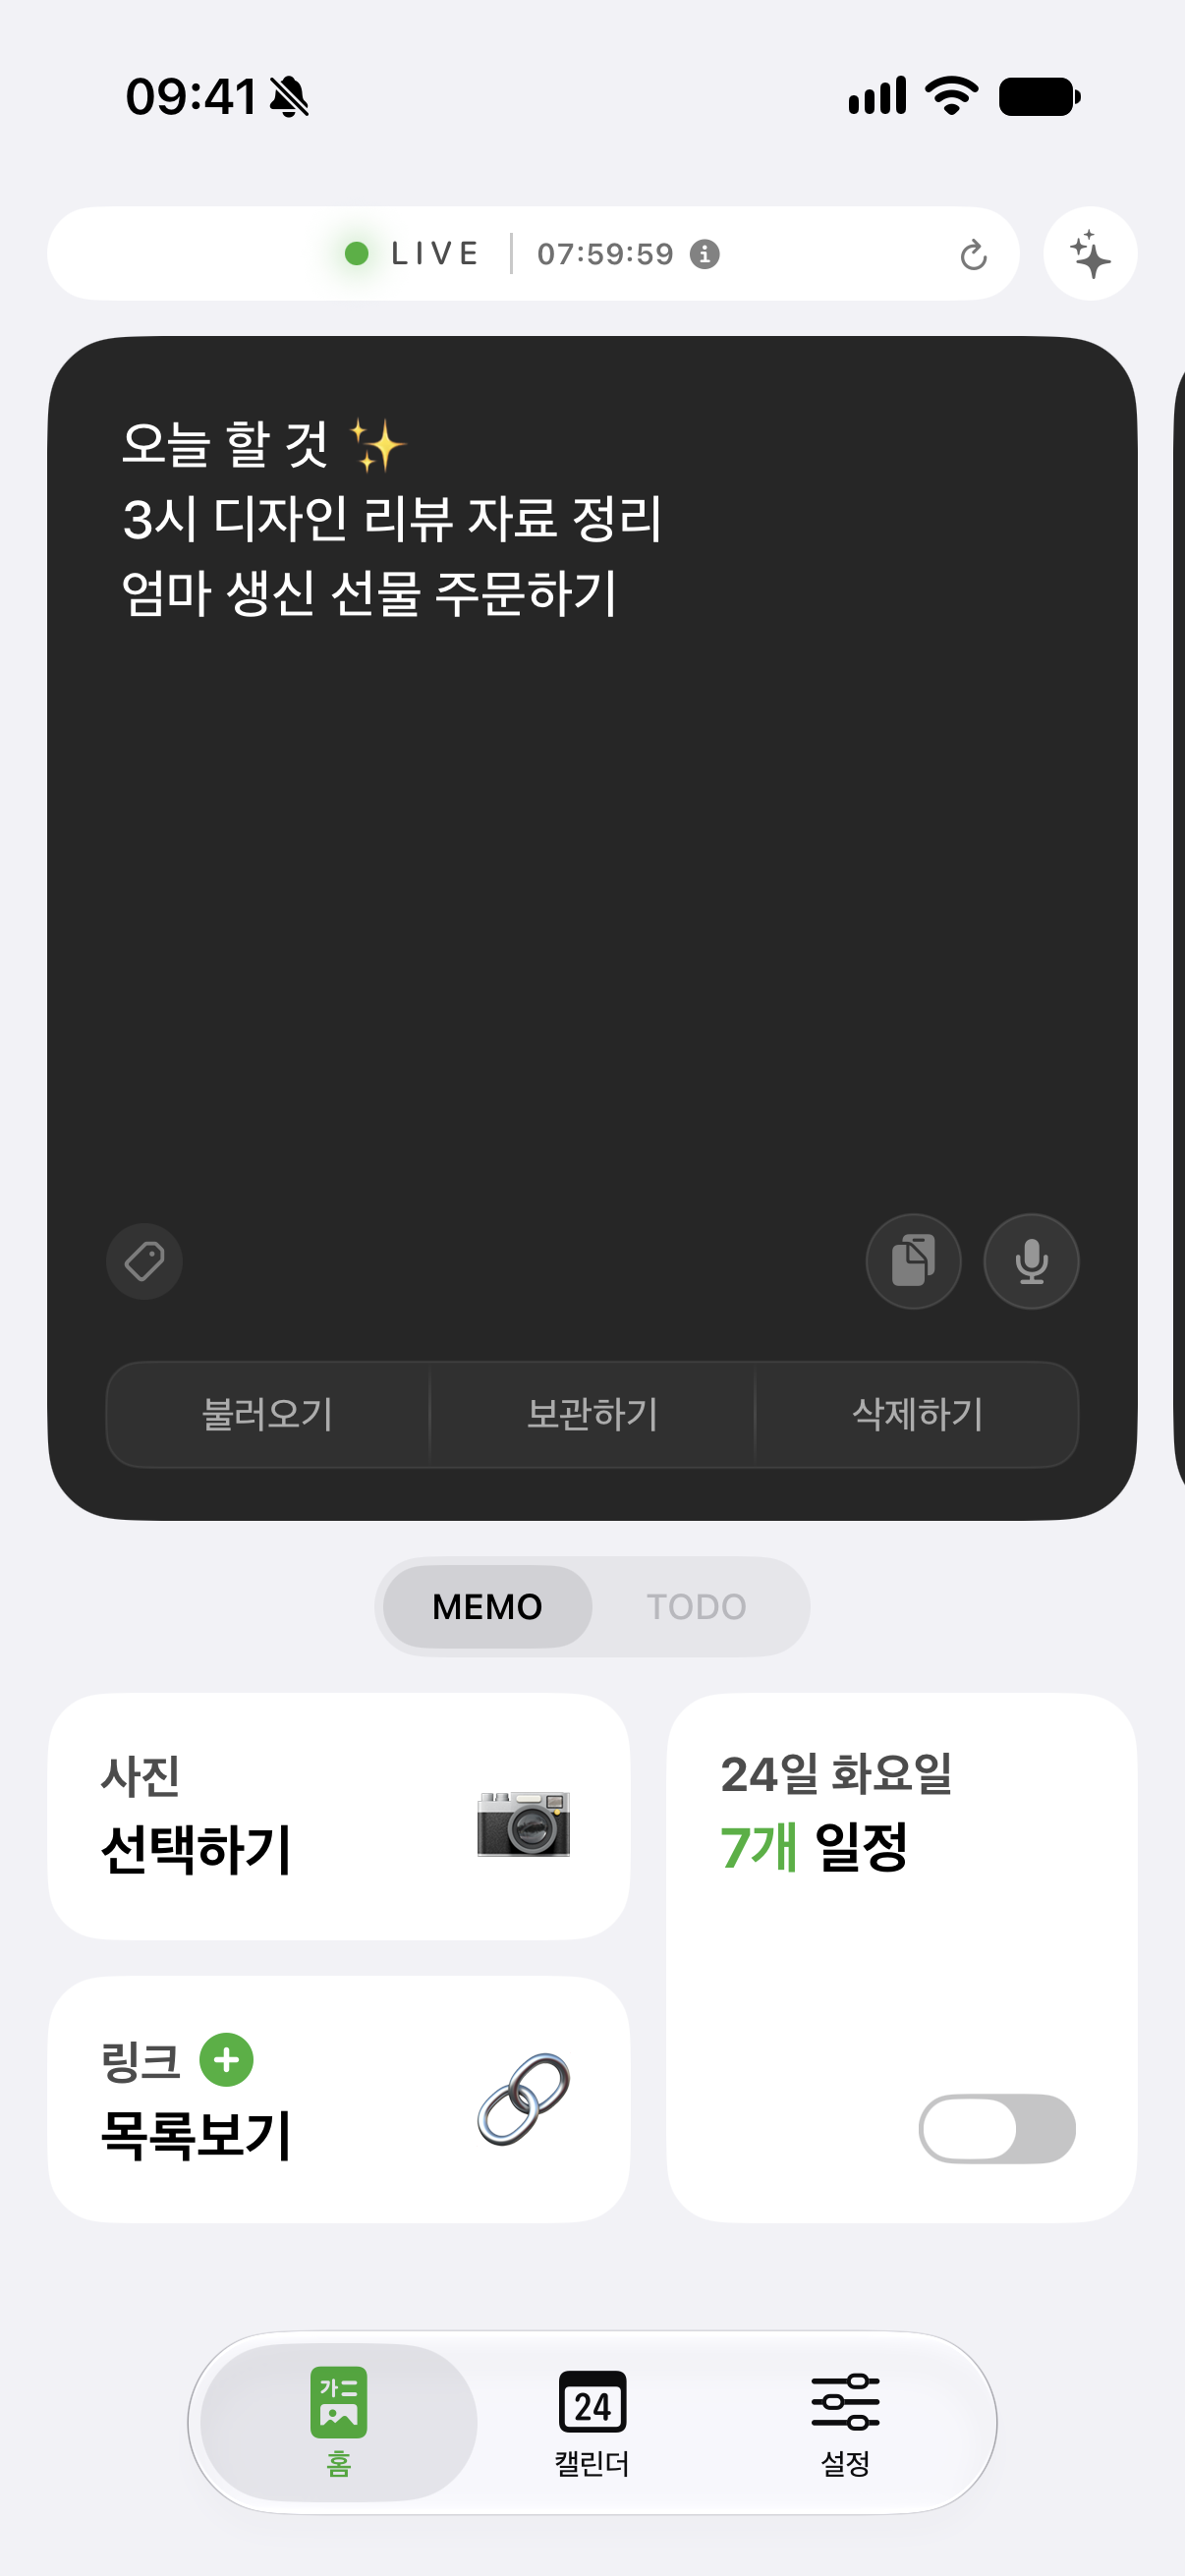 09:41
LIVE 07:59:59
오늘 할 것 ✨
3시 디자인 리뷰 자료 정리
엄마 생신 선물 주문하기
불러오기 보관하기 삭제하기
MEMO TODO
사진
선택하기
24일 화요일
7개 일정
링크
목록보기
가
홈
24
캘린더
설정